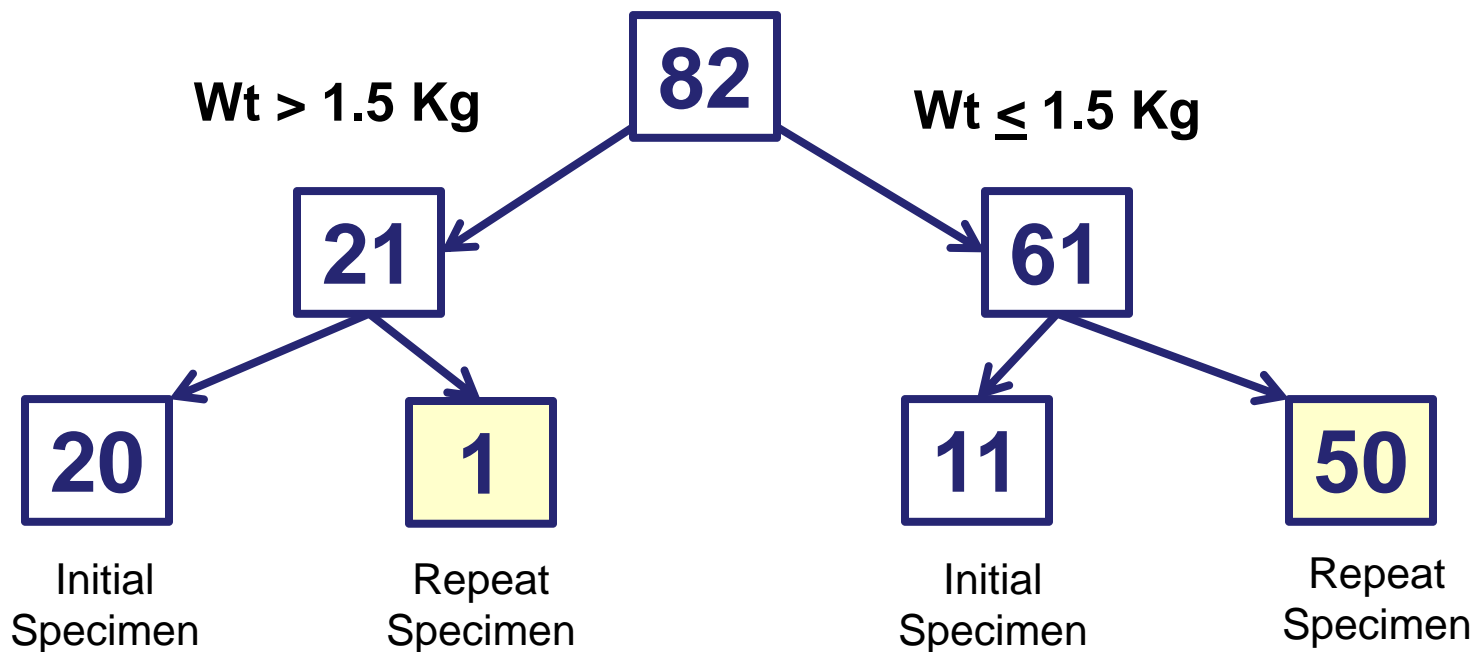 82
Wt > 1.5 Kg
Wt ≤ 1.5 Kg
21
61
20
1
11
50
Initial
Specimen
Repeat
Specimen
Initial
Specimen
Repeat
Specimen